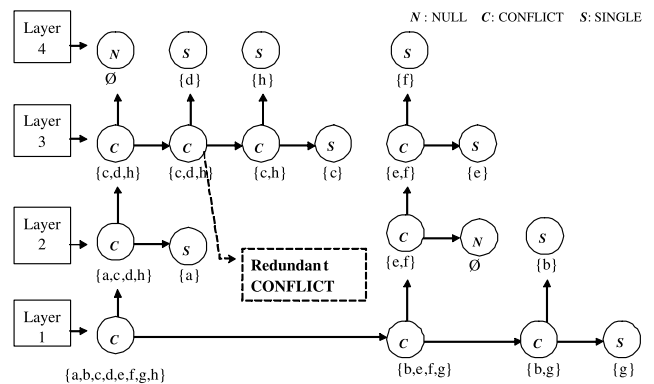 N : NULL C: CONFLICT S: SINGLE
Layer
4
N S S S
Ø {d} {h} {f}
Layer
3
C C C S C S
{c,d,h} {c,d,h} {c,h} {c} {e,f} {e}
Layer
2
C S C N S
{a,c,d,h} {a} {e,f} Ø {b}
Redundant
CONFLICT
Layer
1
C C C S
{a,b,c,d,e,f,g,h} {b,e,f,g} {b,g} {g}